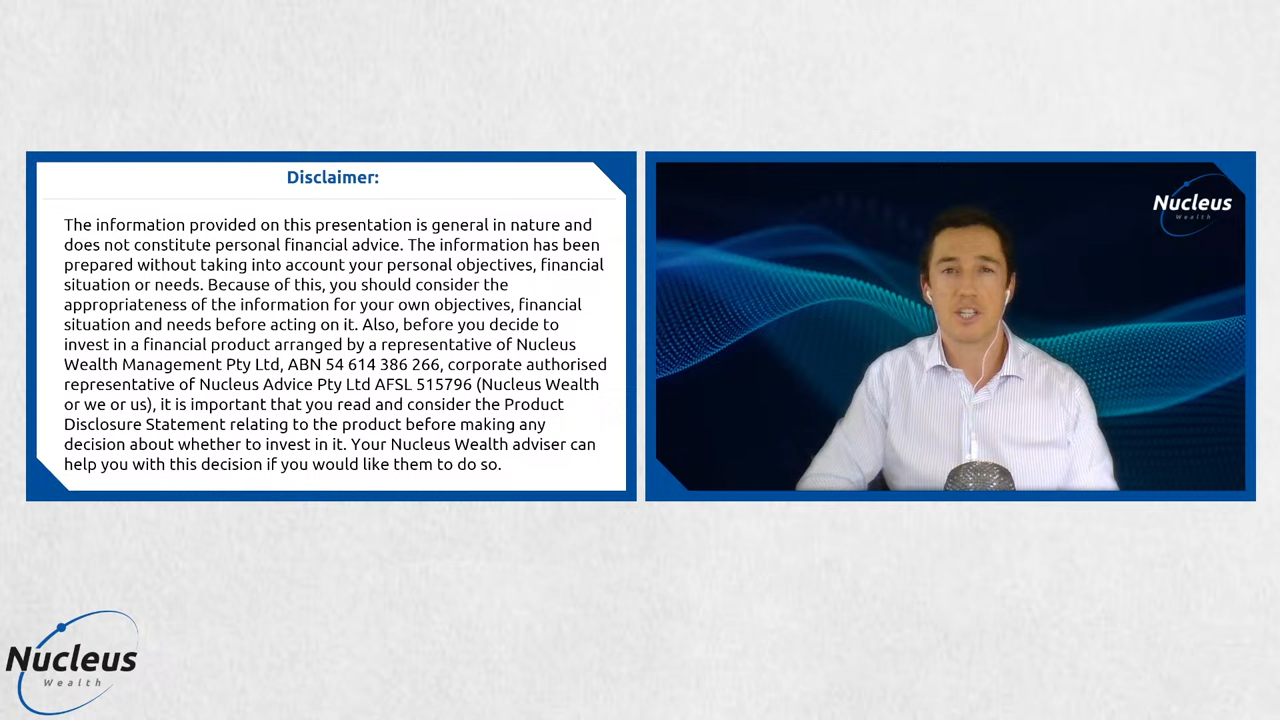 Disclaimer:
The information provided on this presentation is general in nature and
does not constitute personal financial advice. The information has been
prepared without taking into account your personal objectives, financial
situation or needs. Because of this, you should consider the
appropriateness of the information for your own objectives, financial
situation and needs before acting on it. Also, before you decide to
invest in a financial product arranged by a representative of Nucleus
Wealth Management Pty Ltd, ABN 54 614 386 266, corporate authorised
representative of Nucleus Advice Pty Ltd AFSL 515796 (Nucleus Wealth
or we or us), it is important that you read and consider the Product
Disclosure Statement relating to the product before making any
decision about whether to invest in it. Your Nucleus Wealth adviser can
help you with this decision if you would like them to do so.
Nucleus
Wealth
Nucleus
Wealth